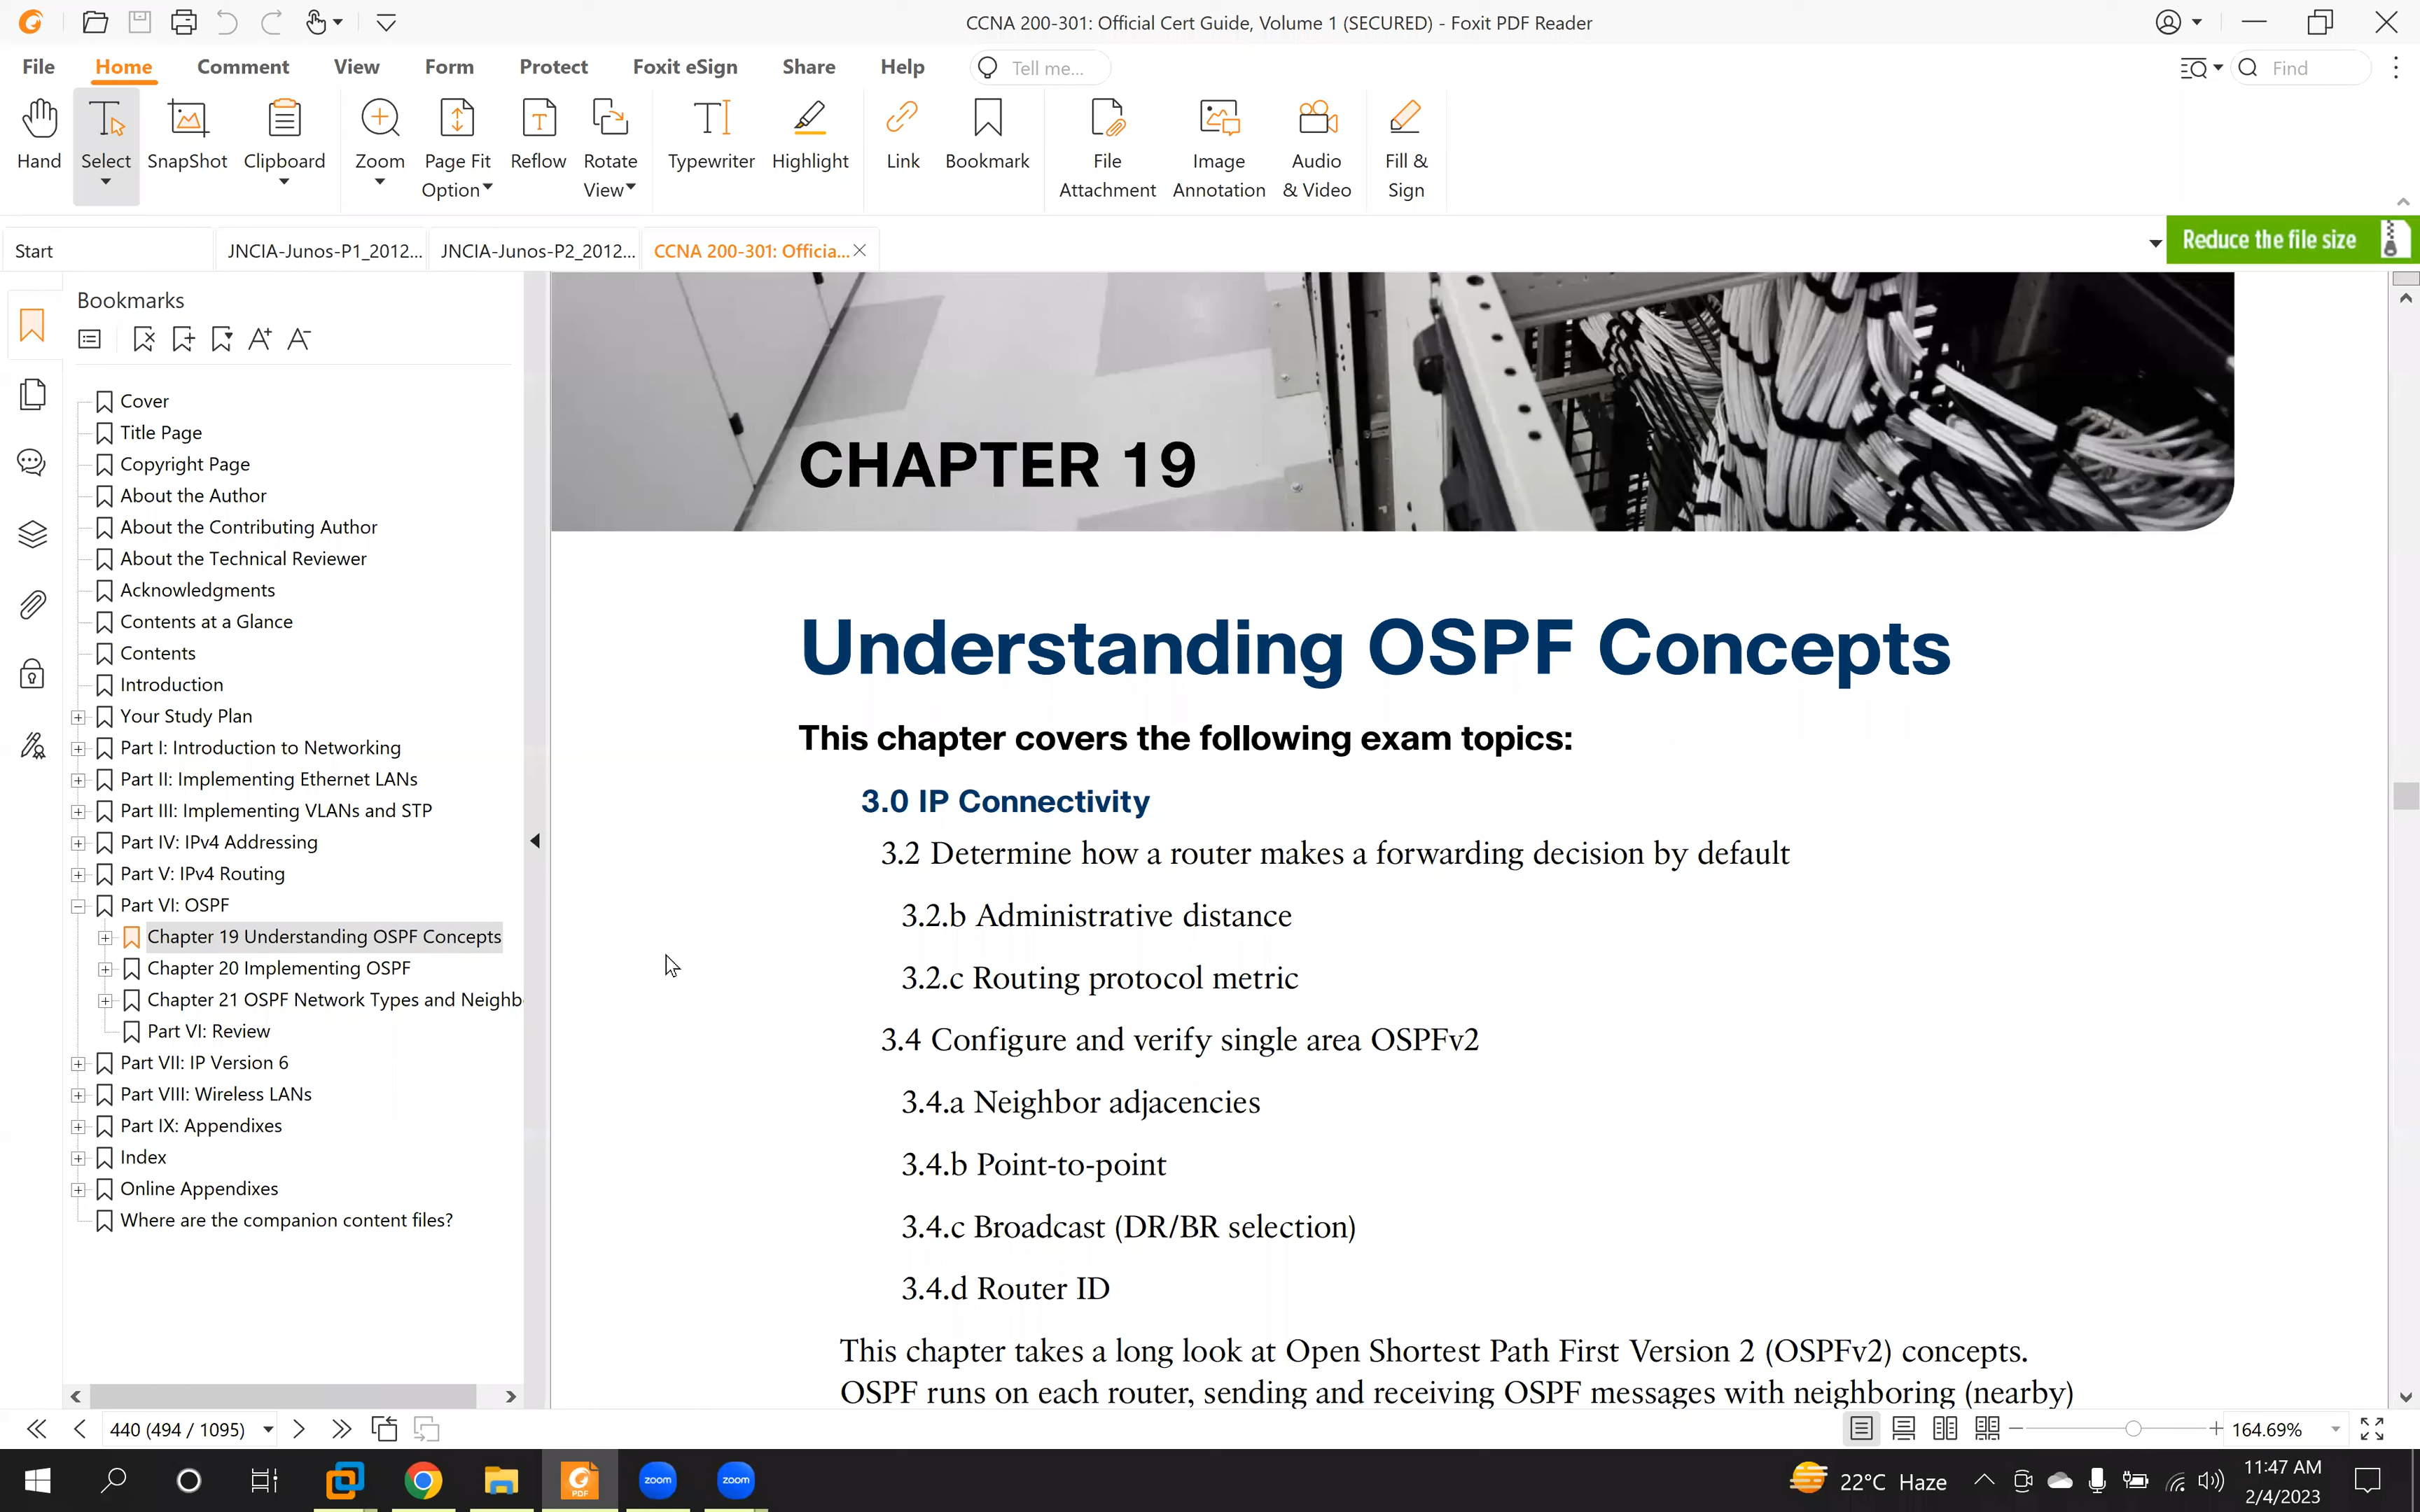 CCNA 200-301: Official Cert Guide, Volume 1 (SECURED) - Foxit PDF Reader
File Home Comment View Form Protect Foxit eSign Share Help Tell me... Find
Hand Select SnapShot Clipboard Zoom Page Fit Option Reflow Rotate View Typewriter Highlight Link Bookmark File Attachment Image Annotation Audio & Video Fill & Sign
Start JNCIA-Junos-P1_2012... JNCIA-Junos-P2_2012... CCNA 200-301: Officia... Reduce the file size
Bookmarks
Cover
Title Page
Copyright Page
About the Author
About the Contributing Author
About the Technical Reviewer
Acknowledgments
Contents at a Glance
Contents
Introduction
Your Study Plan
Part I: Introduction to Networking
Part II: Implementing Ethernet LANs
Part III: Implementing VLANs and STP
Part IV: IPv4 Addressing
Part V: IPv4 Routing
Part VI: OSPF
Chapter 19 Understanding OSPF Concepts
Chapter 20 Implementing OSPF
Chapter 21 OSPF Network Types and Neighb
Part VI: Review
Part VII: IP Version 6
Part VIII: Wireless LANs
Part IX: Appendixes
Index
Online Appendixes
Where are the companion content files?
CHAPTER 19
Understanding OSPF Concepts
This chapter covers the following exam topics:
3.0 IP Connectivity
3.2 Determine how a router makes a forwarding decision by default
3.2.b Administrative distance
3.2.c Routing protocol metric
3.4 Configure and verify single area OSPFv2
3.4.a Neighbor adjacencies
3.4.b Point-to-point
3.4.c Broadcast (DR/BR selection)
3.4.d Router ID
This chapter takes a long look at Open Shortest Path First Version 2 (OSPFv2) concepts.
OSPF runs on each router, sending and receiving OSPF messages with neighboring (nearby)
440 (494 / 1095) 164.69%
zoom zoom PDF 22°C Haze 11:47 AM
2/4/2023